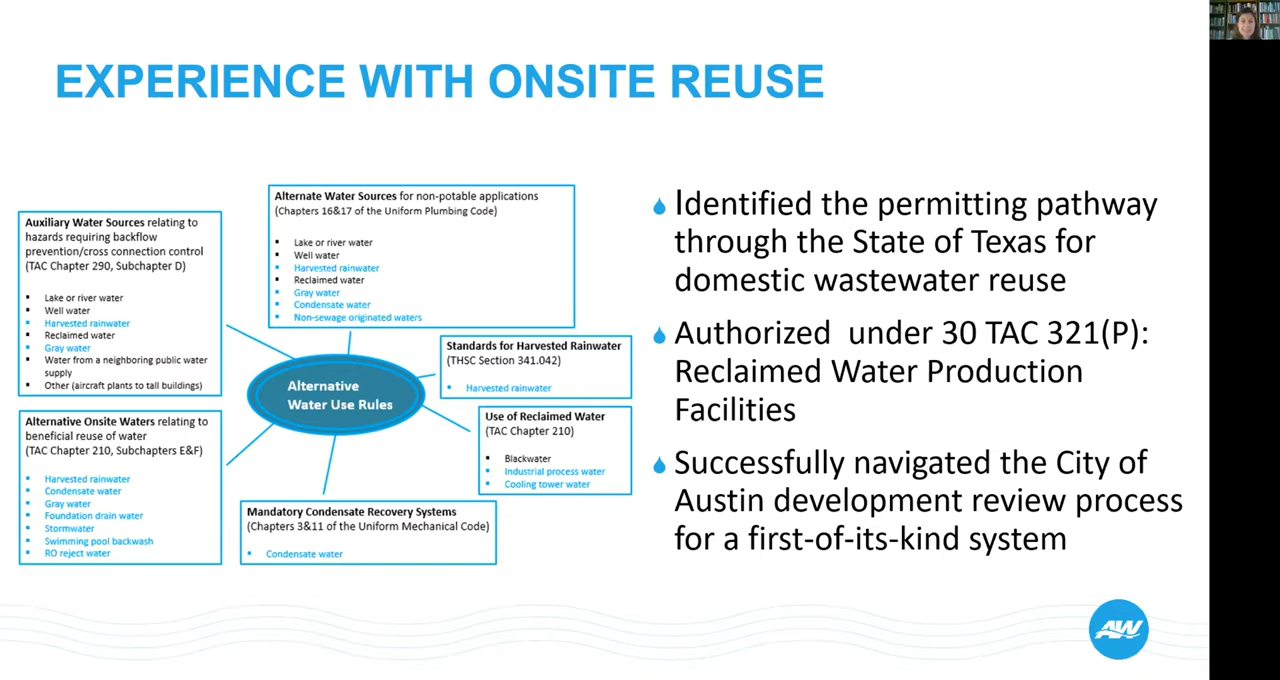 EXPERIENCE WITH ONSITE REUSE
Auxiliary Water Sources relating to
hazards requiring backflow
prevention/cross connection control
(TAC Chapter 290, Subchapter D)
Lake or river water
Well water
Harvested rainwater
Reclaimed water
Gray water
Water from a neighboring public water
supply
Other (aircraft plants to tall buildings)
Alternate Water Sources for non-potable applications
(Chapters 16&17 of the Uniform Plumbing Code)
Lake or river water
Well water
Harvested rainwater
Reclaimed water
Gray water
Condensate water
Non-sewage originated waters
Standards for Harvested Rainwater
(THSC Section 341.042)
Harvested rainwater
Alternative
Water Use Rules
Use of Reclaimed Water
(TAC Chapter 210)
Blackwater
Industrial process water
Cooling tower water
Alternative Onsite Waters relating to
beneficial reuse of water
(TAC Chapter 210, Subchapters E&F)
Harvested rainwater
Condensate water
Gray water
Foundation drain water
Stormwater
Swimming pool backwash
RO reject water
Mandatory Condensate Recovery Systems
(Chapters 3&11 of the Uniform Mechanical Code)
Condensate water
Identified the permitting pathway
through the State of Texas for
domestic wastewater reuse
Authorized under 30 TAC 321(P):
Reclaimed Water Production
Facilities
Successfully navigated the City of
Austin development review process
for a first-of-its-kind system
AW